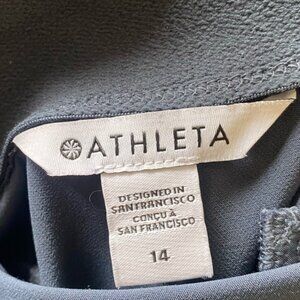 ATHLETA
DESIGNED IN
SAN FRANCISCO
CONÇU À
SAN FRANCISCO
14